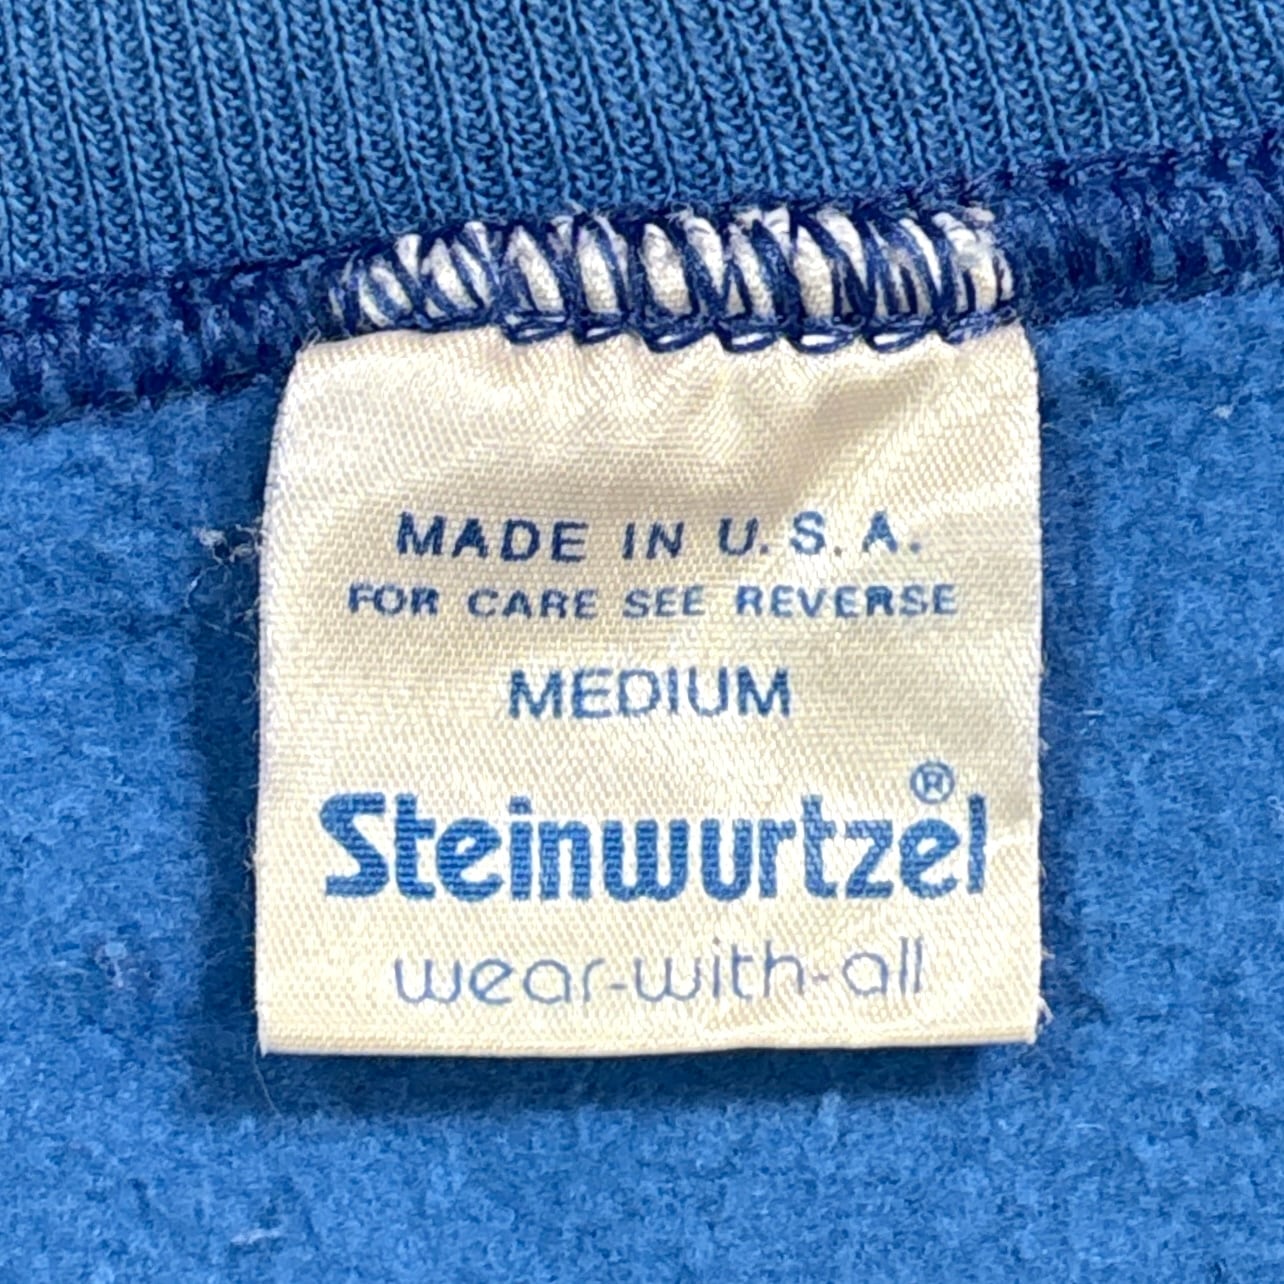 MADE IN U.S.A.
FOR CARE SEE REVERSE
MEDIUM
Steinwurtzel®
wear-with-all